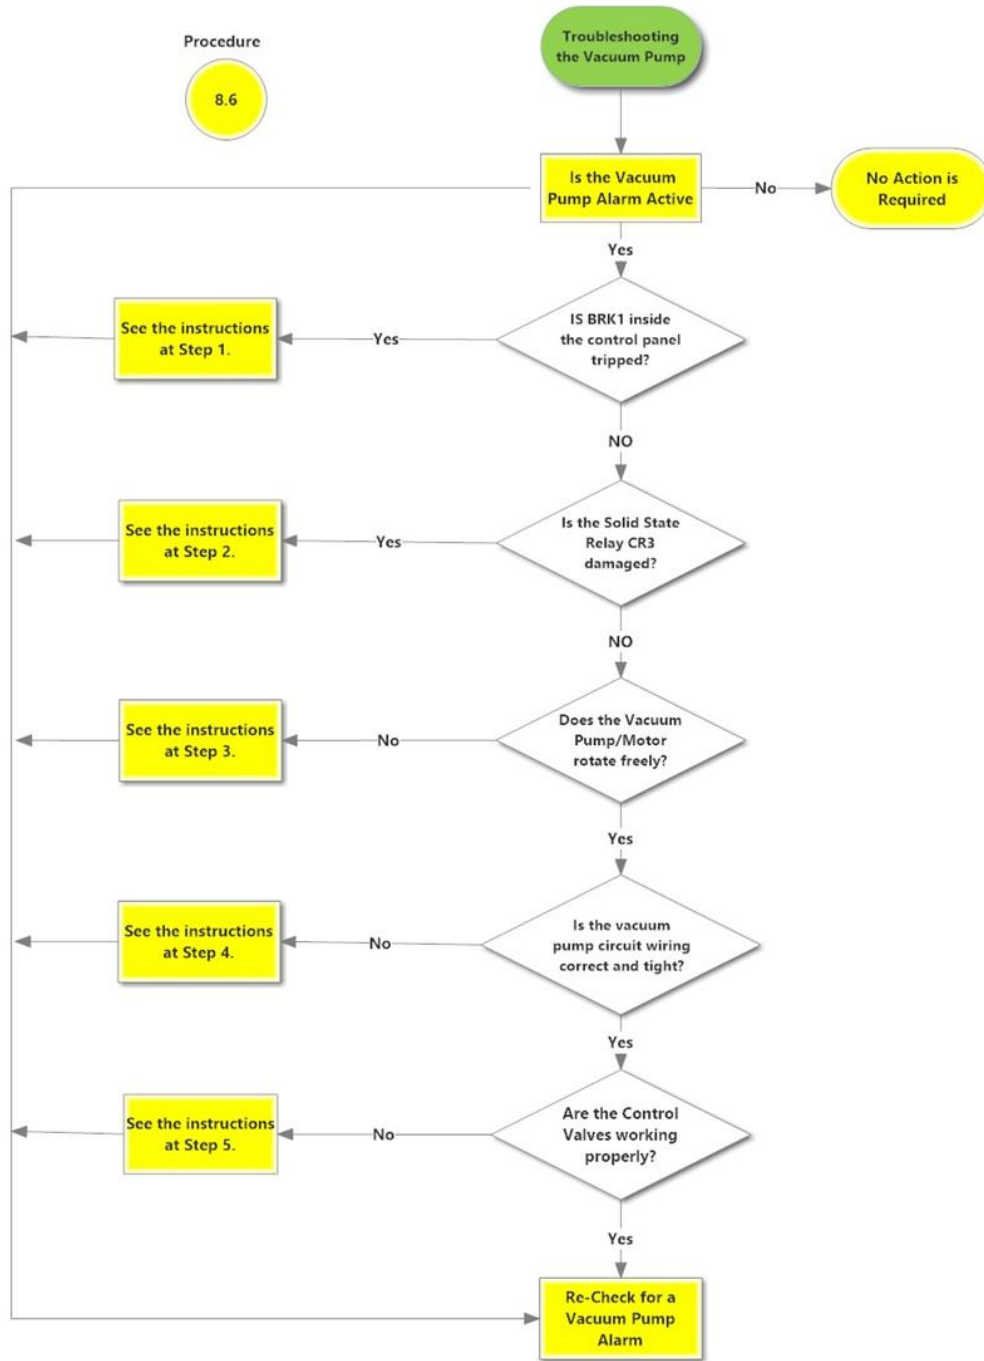 Procedure
8.6
Troubleshooting
the Vacuum Pump
Is the Vacuum
Pump Alarm Active
No
No Action is
Required
Yes
IS BRK1 inside
the control panel
tripped?
Yes
See the instructions
at Step 1.
NO
Is the Solid State
Relay CR3
damaged?
Yes
See the instructions
at Step 2.
NO
Does the Vacuum
Pump/Motor
rotate freely?
No
See the instructions
at Step 3.
Yes
Is the vacuum
pump circuit wiring
correct and tight?
No
See the instructions
at Step 4.
Yes
Are the Control
Valves working
properly?
No
See the instructions
at Step 5.
Yes
Re-Check for a
Vacuum Pump
Alarm